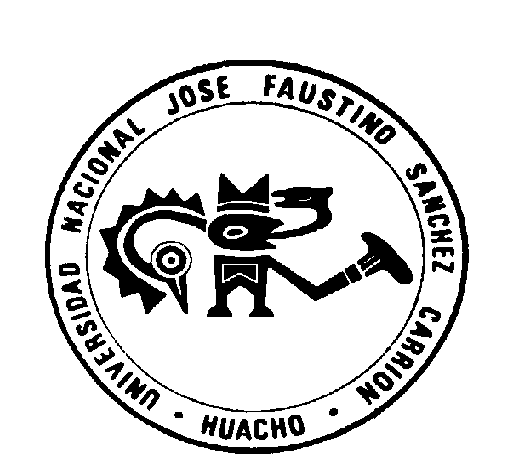 UNIVERSIDAD NACIONAL JOSE FAUSTINO SANCHEZ CARRION
• HUACHO •